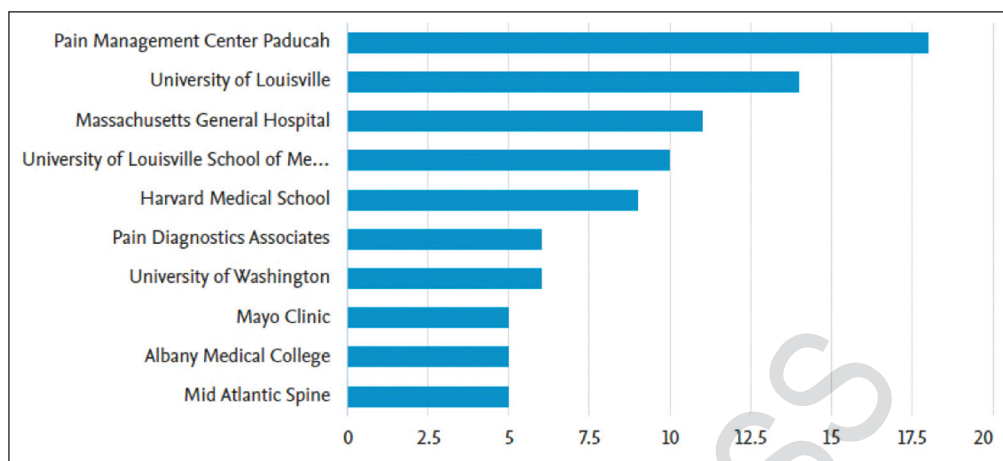 Pain Management Center Paducah
University of Louisville
Massachusetts General Hospital
University of Louisville School of Me...
Harvard Medical School
Pain Diagnostics Associates
University of Washington
Mayo Clinic
Albany Medical College
Mid Atlantic Spine
0 2.5 5 7.5 10 12.5 15 17.5 20
SS